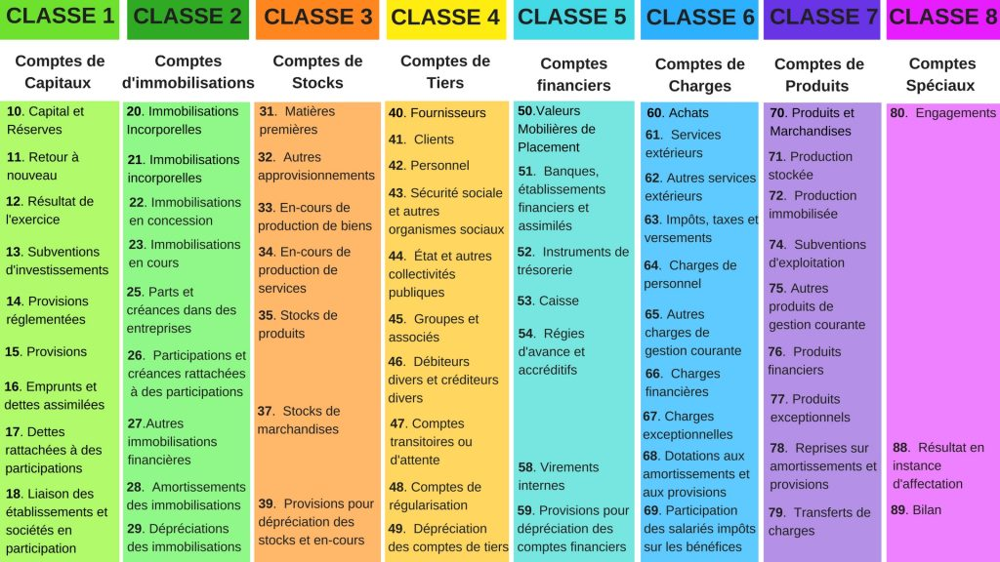 CLASSE 1
Comptes de
Capitaux
10. Capital et
Réserves
11. Retour à
nouveau
12. Résultat de
l'exercice
13. Subventions
d'investissements
14. Provisions
réglementées
15. Provisions
16. Emprunts et
dettes assimilées
17. Dettes
rattachées à des
participations
18. Liaison des
établissements et
sociétés en
participation
CLASSE 2
Comptes
d'immobilisations
20. Immobilisations
Incorporelles
21. Immobilisations
incorporelles
22. Immobilisations
en concession
23. Immobilisations
en cours
25. Parts et
créances dans des
entreprises
26. Participations et
créances rattachées
à des participations
27.Autres
immobilisations
financières
28. Amortissements
des immobilisations
29. Dépréciations
des immobilisations
CLASSE 3
Comptes de
Stocks
31. Matières
premières
32. Autres
approvisionnements
33. En-cours de
production de biens
34. En-cours de
production de
services
35. Stocks de
produits
37. Stocks de
marchandises
39. Provisions pour
dépréciation des
stocks et en-cours
CLASSE 4
Comptes de
Tiers
40. Fournisseurs
41. Clients
42. Personnel
43. Sécurité sociale
et autres
organismes sociaux
44. État et autres
collectivités
publiques
45. Groupes et
associés
46. Débiteurs
divers et créditeurs
divers
47. Comptes
transitoires ou
d'attente
48. Comptes de
régularisation
49. Dépréciation
des comptes de tiers
CLASSE 5
Comptes
financiers
50.Valeurs
Mobilières de
Placement
51. Banques,
établissements
financiers et
assimilés
52. Instruments de
trésorerie
53. Caisse
54. Régies
d'avance et
accréditifs
58. Virements
internes
59. Provisions pour
dépréciation des
comptes financiers
CLASSE 6
Comptes de
Charges
60. Achats
61. Services
extérieurs
62. Autres services
extérieurs
63. Impôts, taxes et
versements
64. Charges de
personnel
65. Autres
charges de
gestion courante
66. Charges
financières
67. Charges
exceptionnelles
68. Dotations aux
amortissements et
aux provisions
69. Participation
des salariés impôts
sur les bénéfices
CLASSE 7
Comptes de
Produits
70. Produits et
Marchandises
71. Production
stockée
72. Production
immobilisée
74. Subventions
d'exploitation
75. Autres
produits de
gestion courante
76. Produits
financiers
77. Produits
exceptionnels
78. Reprises sur
amortissements et
provisions
79. Transferts de
charges
CLASSE 8
Comptes
Spéciaux
80. Engagements
88. Résultat en
instance
d'affectation
89. Bilan